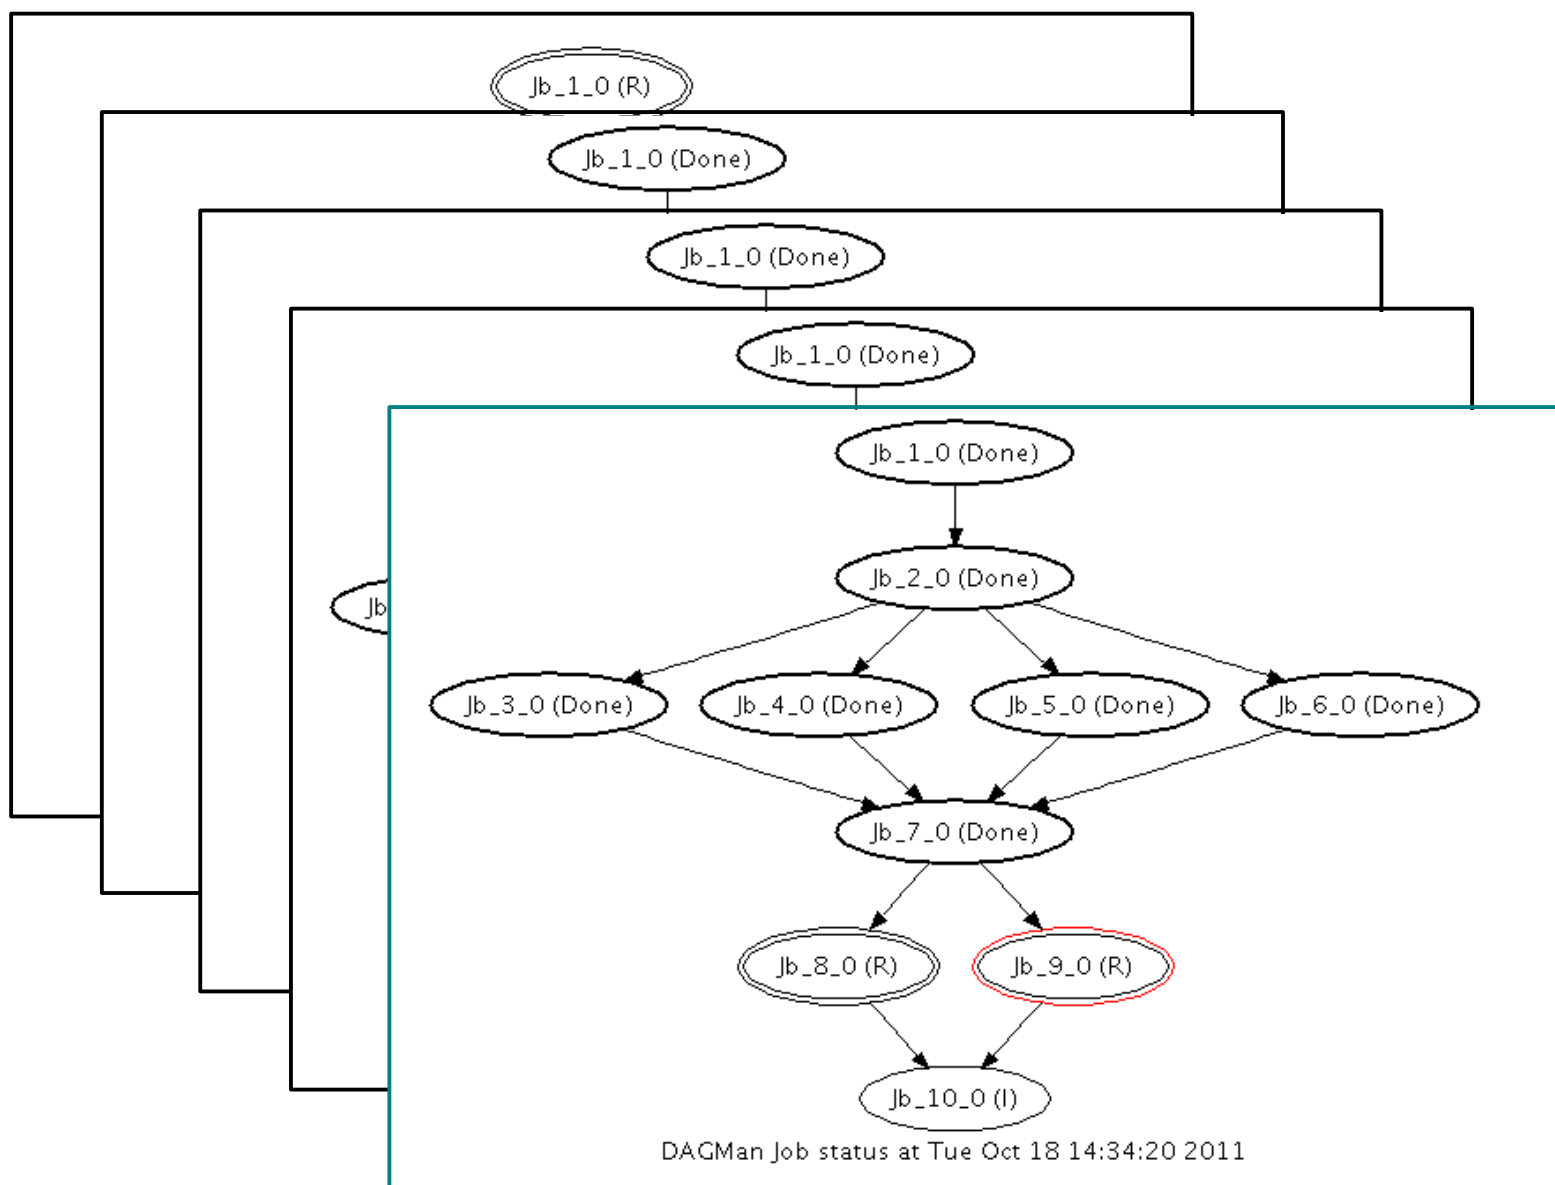 Jb_1_0 (R)
Jb_1_0 (Done)
Jb_1_0 (Done)
Jb_1_0 (Done)
Jb_1_0 (Done)
Jb_2_0 (Done)
Jb
Jb_3_0 (Done) Jb_4_0 (Done) Jb_5_0 (Done) Jb_6_0 (Done)
Jb_7_0 (Done)
Jb_8_0 (R) Jb_9_0 (R)
Jb_10_0 (I)
DAGMan Job status at Tue Oct 18 14:34:20 2011